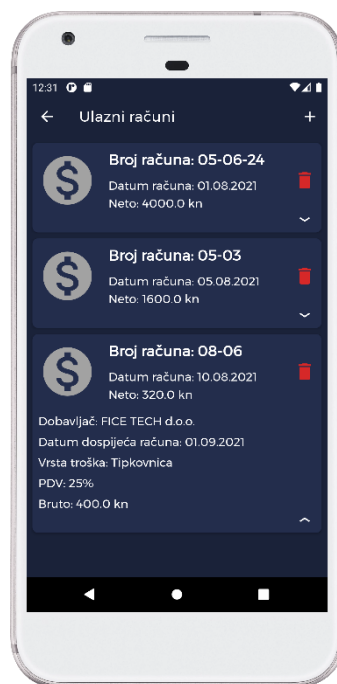 12:31
Ulazni računi
Broj računa: 05-06-24
Datum računa: 01.08.2021
Neto: 4000.0 kn
Broj računa: 05-03
Datum računa: 05.08.2021
Neto: 1600.0 kn
Broj računa: 08-06
Datum računa: 10.08.2021
Neto: 320.0 kn
Dobavljač: FICE TECH d.o.o.
Datum dospijeća računa: 01.09.2021
Vrsta troška: Tipkovnica
PDV: 25%
Bruto: 400.0 kn